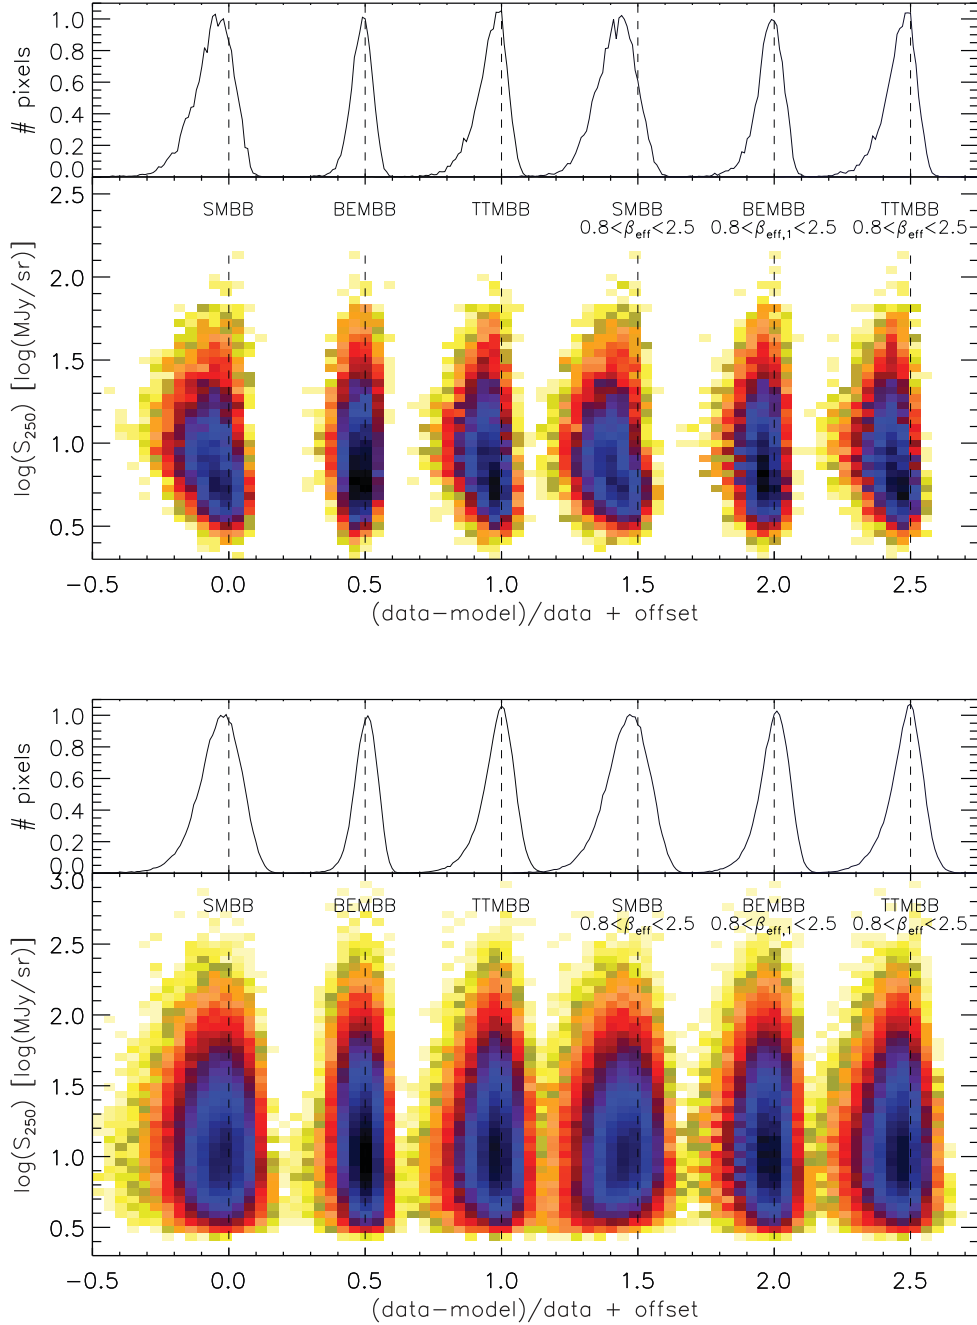 # pixels
1.0
0.8
0.6
0.4
0.2
0.0
log(S250) [log(MJy/sr)]
2.5
2.0
1.5
1.0
0.5
SMBB BEMBB TTMBB SMBB BEMBB TTMBB
0.8<βeff<2.5 0.8<βeff,1<2.5 0.8<βeff<2.5
−0.5 0.0 0.5 1.0 1.5 2.0 2.5
(data−model)/data + offset
# pixels
1.0
0.8
0.6
0.4
0.2
0.0
log(S250) [log(MJy/sr)]
3.0
2.5
2.0
1.5
1.0
0.5
SMBB BEMBB TTMBB SMBB BEMBB TTMBB
0.8<βeff<2.5 0.8<βeff,1<2.5 0.8<βeff<2.5
−0.5 0.0 0.5 1.0 1.5 2.0 2.5
(data−model)/data + offset